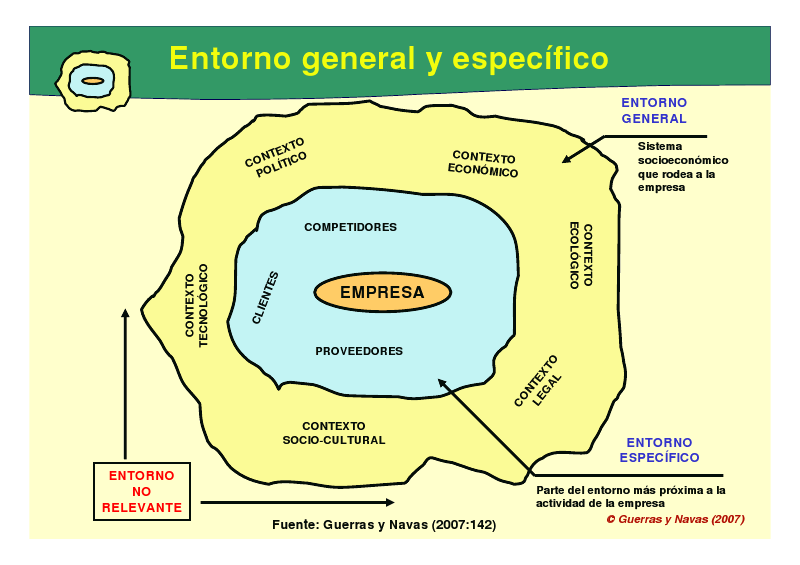 Entorno general y específico
ENTORNO
GENERAL
Sistema
socioeconómico
que rodea a la
empresa
CONTEXTO
POLÍTICO
CONTEXTO
ECONÓMICO
CONTEXTO
ECOLÓGICO
COMPETIDORES
CLIENTES
EMPRESA
CONTEXTO
TECNOLÓGICO
PROVEEDORES
CONTEXTO
LEGAL
CONTEXTO
SOCIO-CULTURAL
ENTORNO
ESPECÍFICO
Parte del entorno más próxima a la
actividad de la empresa
ENTORNO
NO
RELEVANTE
Fuente: Guerras y Navas (2007:142)
© Guerras y Navas (2007)